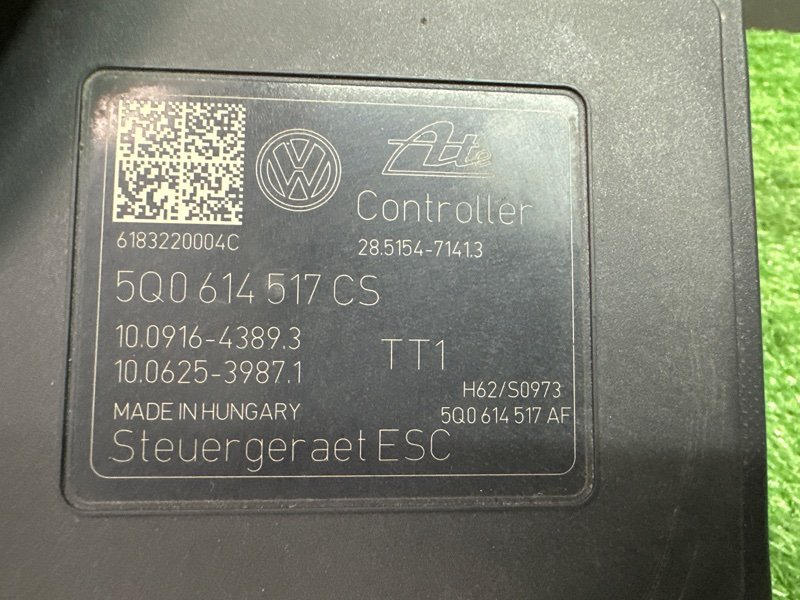 VW
Ate
Controller
6183220004C
28.5154-7141.3
5Q0 614 517 CS
10.0916-4389.3
TT1
10.0625-3987.1
H62/S0973
MADE IN HUNGARY
5Q0 614 517 AF
Steuergeraet ESC